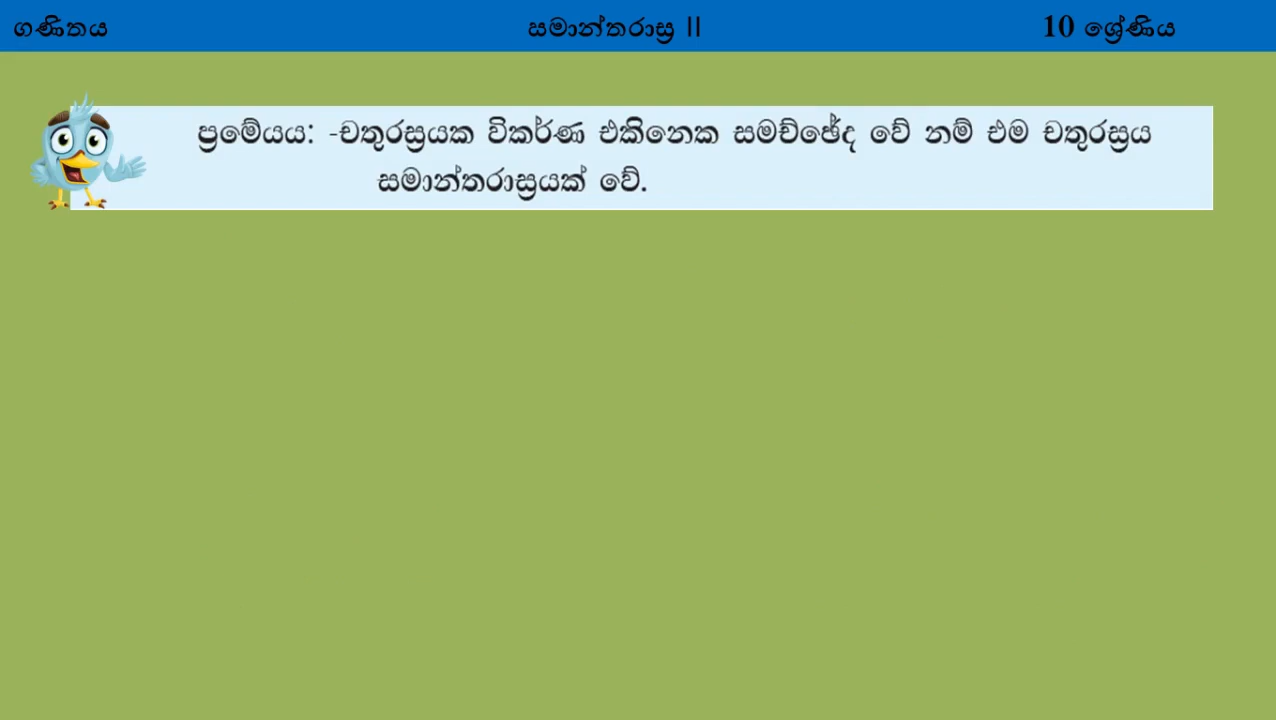 ගණිතය
සමාන්තරාස්‍ර II
10 ශ්‍රේණිය
ප්‍රමේයය: -චතුරස්‍රයක විකර්ණ එකිනෙක සමච්ඡේද වේ නම් එම චතුරස්‍රය
සමාන්තරාස්‍රයක් වේ.